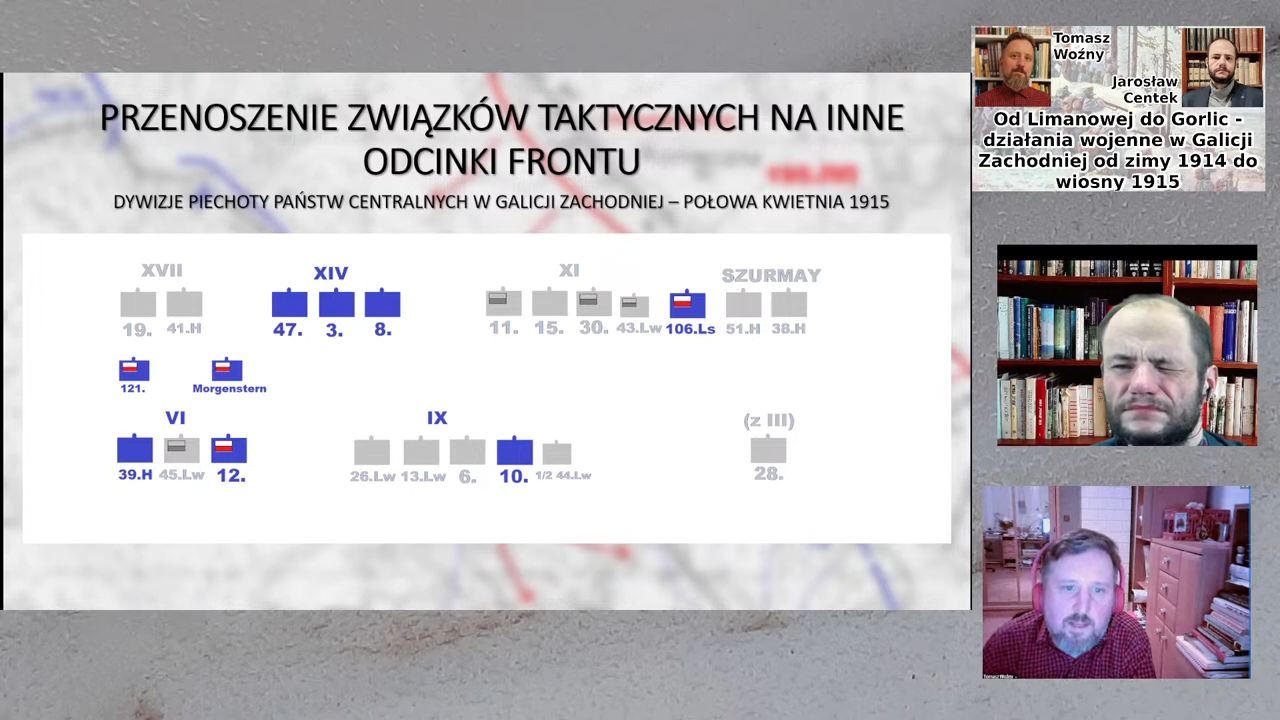 PRZENOSZENIE ZWIĄZKÓW TAKTYCZNYCH NA INNE
ODCINKI FRONTU
DYWIZJE PIECHOTY PAŃSTW CENTRALNYCH W GALICJI ZACHODNIEJ – POŁOWA KWIETNIA 1915
XVII XIV XI SZURMAY
19. 41.H 47. 3. 8. 11. 15. 30. 43.Lw 106.Ls 51.H 38.H
121. Morgenstern
VI IX (z III)
39.H 45.Lw 12. 26.Lw 13.Lw 6. 10. 1/2 44.Lw 28.
Tomasz
Woźny
Jarosław
Centek
Od Limanowej do Gorlic -
działania wojenne w Galicji
Zachodniej od zimy 1914 do
wiosny 1915
Tomasz Woźny